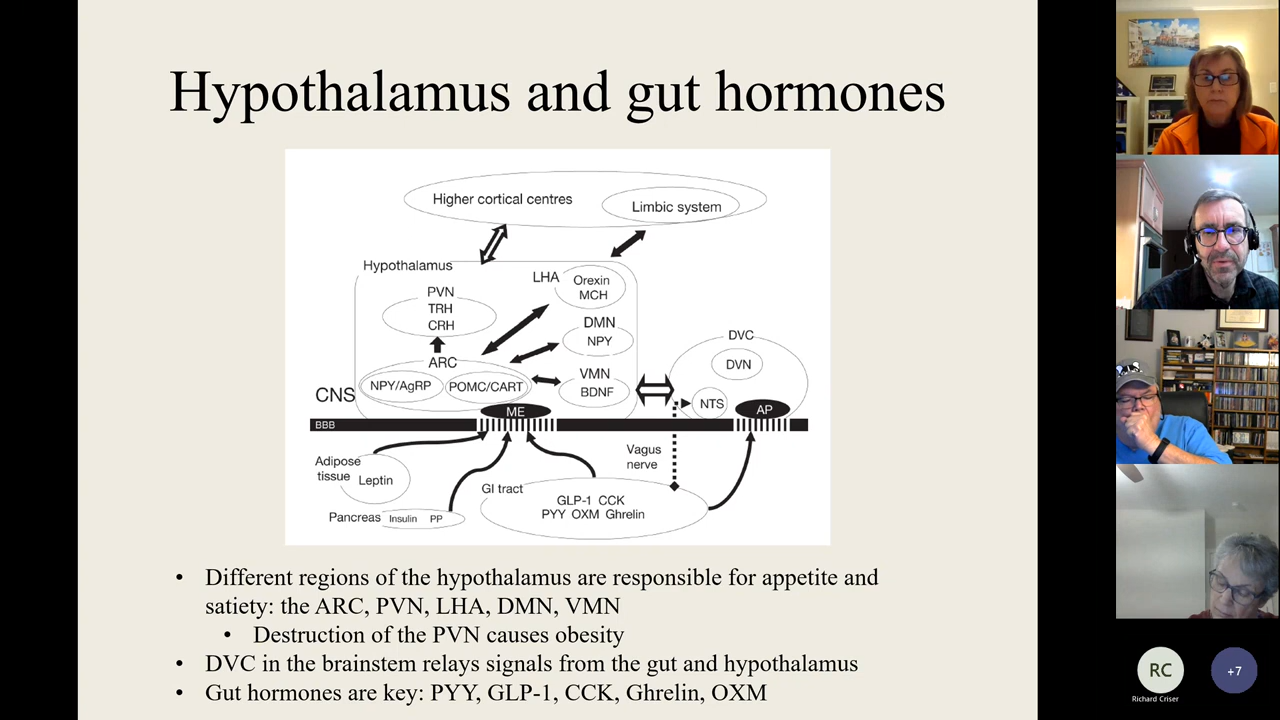 Hypothalamus and gut hormones
Higher cortical centres
Limbic system
Hypothalamus
LHA
Orexin
MCH
PVN
TRH
CRH
DMN
NPY
DVC
DVN
ARC
NPY/AgRP
POMC/CART
VMN
BDNF
CNS
NTS
ME
AP
BBB
Vagus
nerve
Adipose
tissue
Leptin
GI tract
GLP-1 CCK
PYY OXM Ghrelin
Pancreas
Insulin
PP
• Different regions of the hypothalamus are responsible for appetite and
satiety: the ARC, PVN, LHA, DMN, VMN
• Destruction of the PVN causes obesity
• DVC in the brainstem relays signals from the gut and hypothalamus
• Gut hormones are key: PYY, GLP-1, CCK, Ghrelin, OXM
RC
Richard Criser
+7